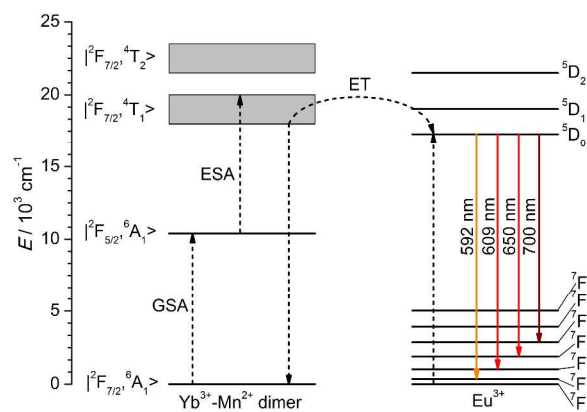 25
20
15
10
5
0
E / 10³ cm⁻¹
|²F₇/₂,⁴T₂>
|²F₇/₂,⁴T₁>
|²F₅/₂,⁶A₁>
|²F₇/₂,⁶A₁>
GSA
ESA
ET
Yb³⁺-Mn²⁺ dimer
⁵D₂
⁵D₁
⁵D₀
592 nm
609 nm
650 nm
700 nm
⁷F
⁷F
⁷F
⁷F
⁷F
⁷F
⁷F
Eu³⁺